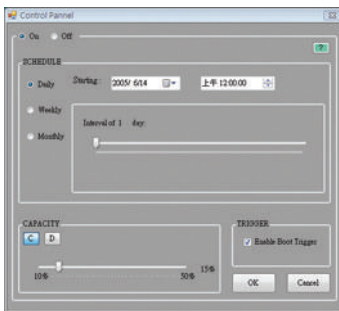 Control Pannel
On Off
?
SCHEDULE
Daily Starting: 2005/ 6/14 上午 12:00:00
Weekly
Interval of 1 day:
Monthly
CAPACITY
C D
10% 50% 15%
TRIGGER
Enable Boot Trigger
OK Cancel